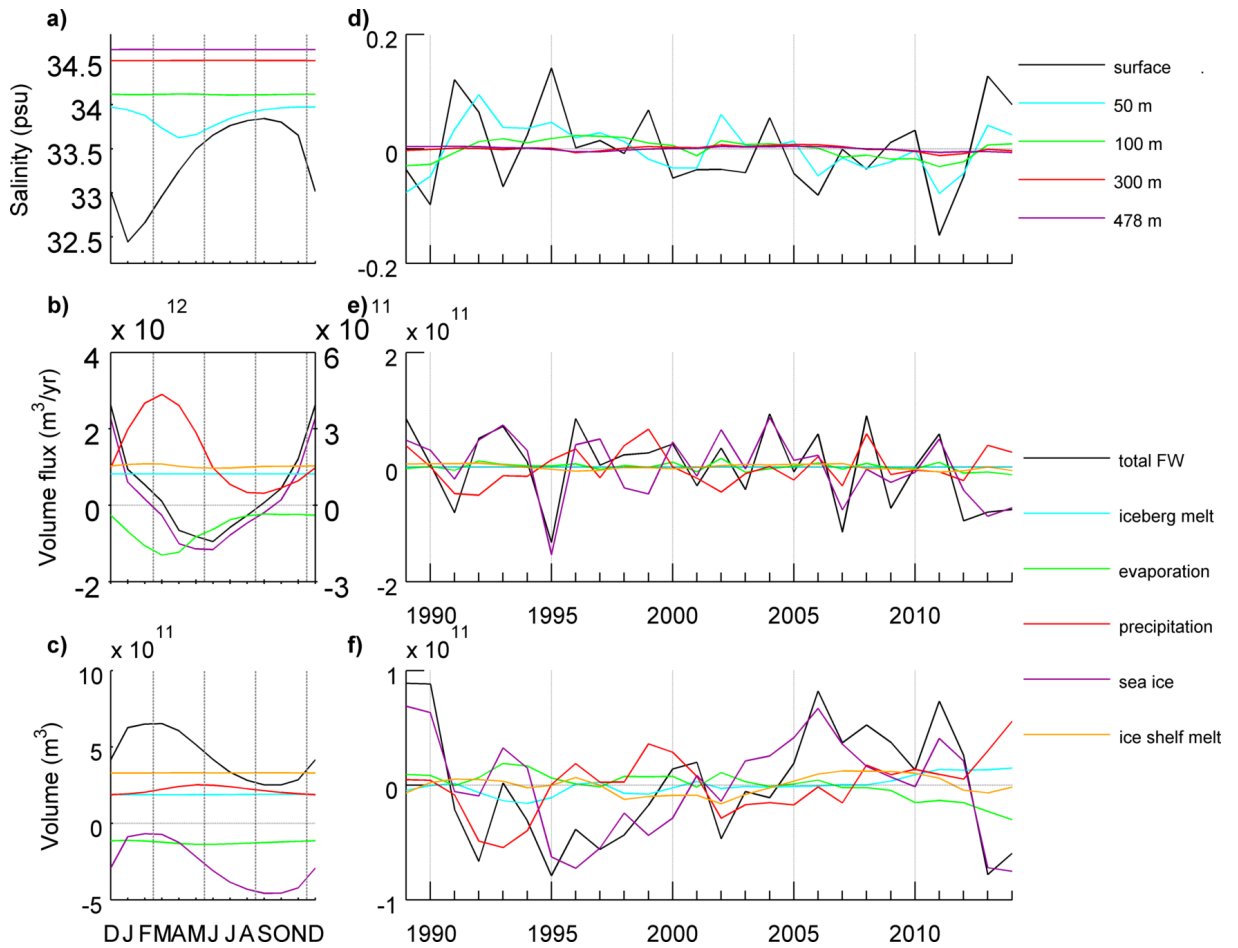 a)
Salinity (psu)
34.5
34
33.5
33
32.5
d)
0.2
0
-0.2
surface
50 m
100 m
300 m
478 m
b)
x 10^12
x 10^11
Volume flux (m^3/yr)
4
2
0
-2
6
3
0
-3
e)
x 10^11
2
0
-2
1990 1995 2000 2005 2010
total FW
iceberg melt
evaporation
precipitation
sea ice
ice shelf melt
c)
x 10^11
Volume (m^3)
10
5
0
-5
D J F M A M J J A S O N D
f)
x 10^11
1
0
-1
1990 1995 2000 2005 2010